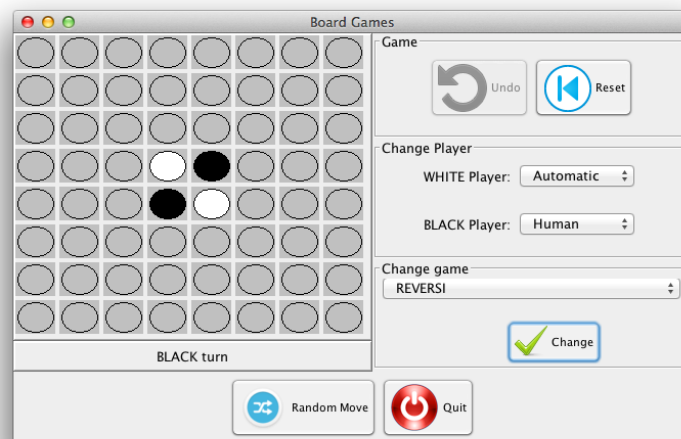 Board Games
Game
Undo
Reset
Change Player
WHITE Player: Automatic
BLACK Player: Human
Change game
REVERSI
Change
BLACK turn
Random Move
Quit